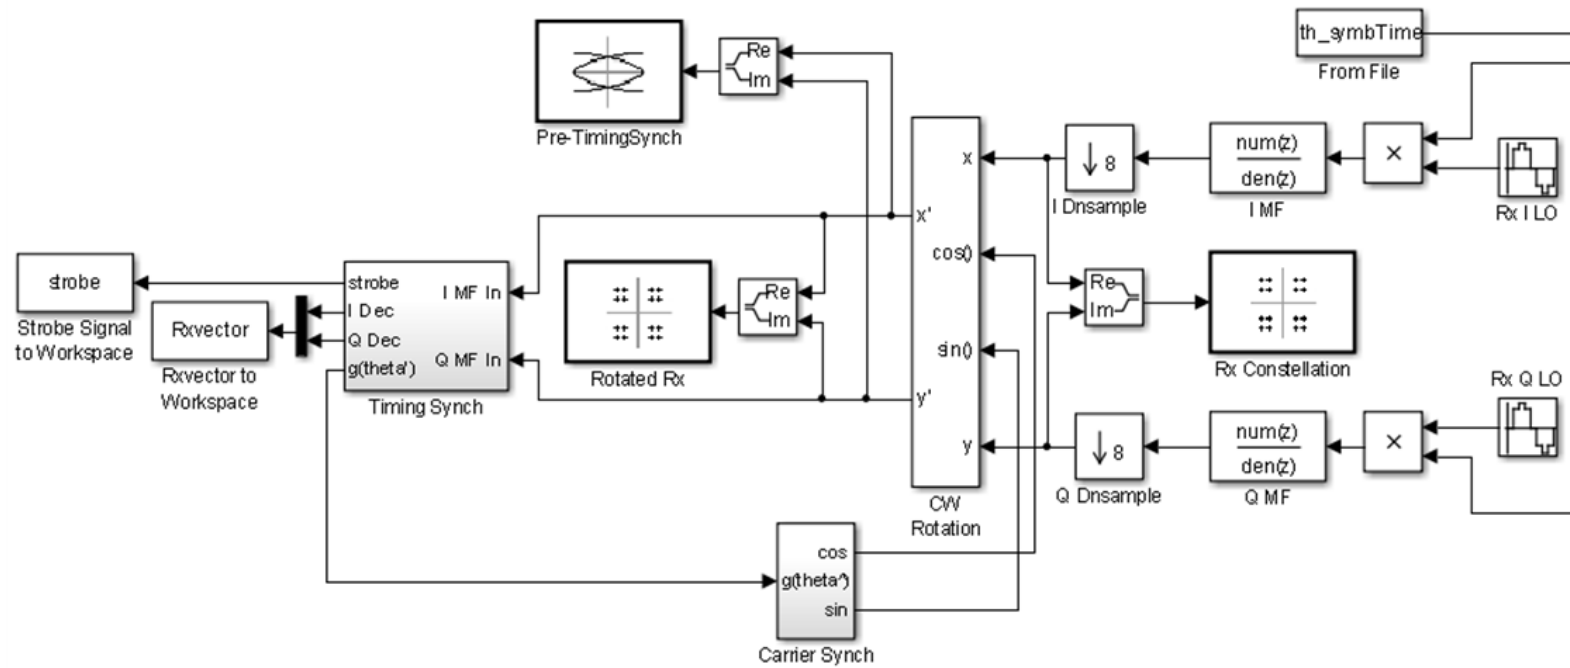 th_symbTime
From File
Re
Im
Pre-TimingSynch
x
8
I Dnsample
num(z)
den(z)
I MF
×
Rx I LO
x'
cos()
sin()
y'
y
CW
Rotation
strobe
Strobe Signal
to Workspace
Rxvector
Rxvector to
Workspace
strobe
I Dec
Q Dec
g(theta')
I MF In
Q MF In
Timing Synch
Re
Im
Rotated Rx
Re
Im
Rx Constellation
8
Q Dnsample
num(z)
den(z)
Q MF
×
Rx Q LO
cos
g(theta^)
sin
Carrier Synch